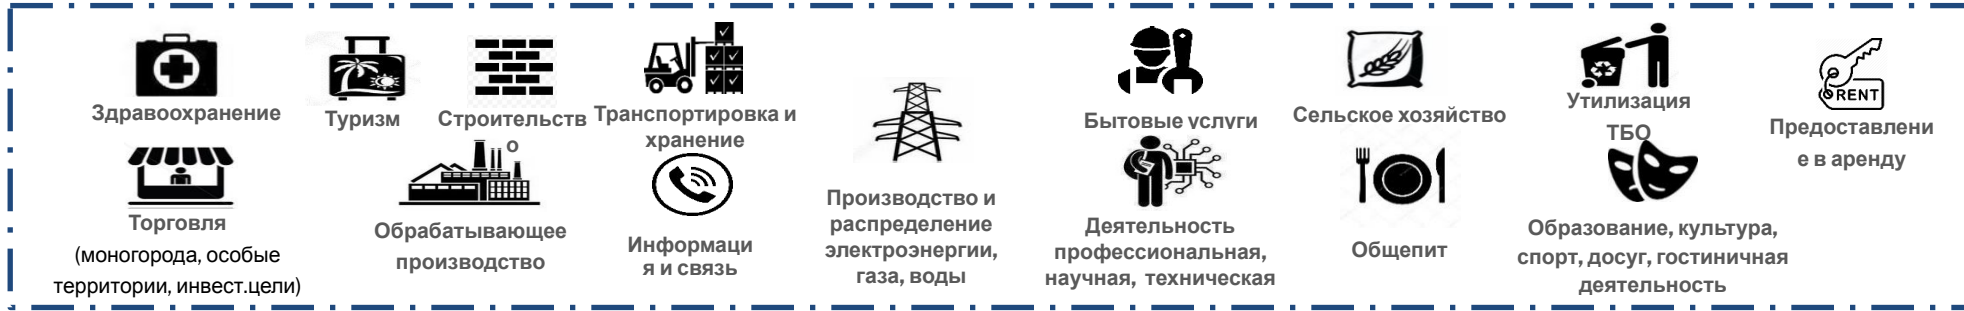 Здравоохранение
Туризм
Строительств
о
Транспортировка и
хранение
Производство и
распределение
электроэнергии,
газа, воды
Бытовые услуги
Сельское хозяйство
Утилизация
ТБО
RENT
Предоставлени
е в аренду
Торговля
(моногорода, особые
территории, инвест.цели)
Обрабатывающее
производство
Информаци
я и связь
Деятельность
профессиональная,
научная, техническая
Общепит
Образование, культура,
спорт, досуг, гостиничная
деятельность